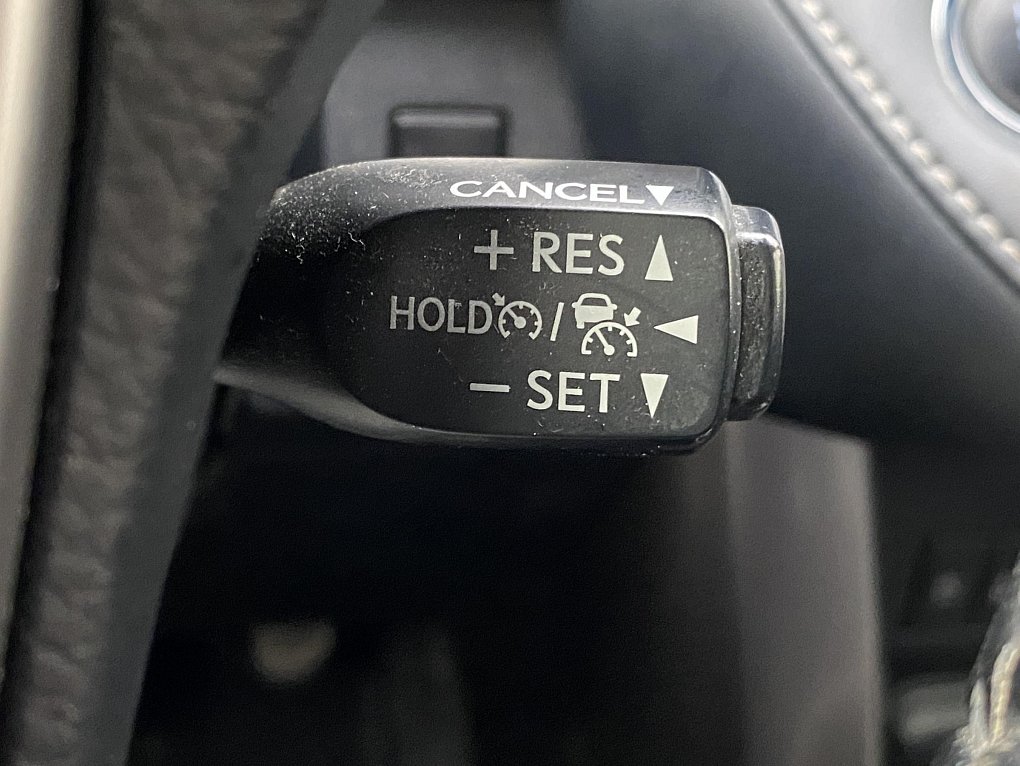 CANCEL▼
+ RES ▲
HOLD / ◀
− SET ▼